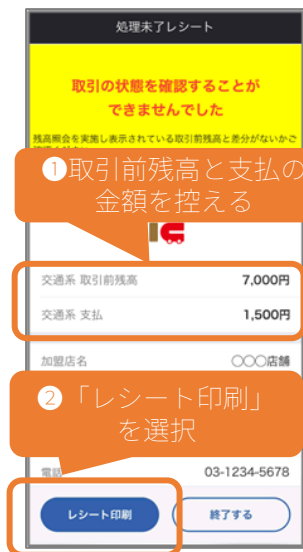 処理未了レシート
取引の状態を確認することが
できませんでした
残高照会を実施し表示されている取引前残高と差分がないかご
❶取引前残高と支払の
金額を控える
交通系 取引前残高 7,000円
交通系 支払 1,500円
加盟店名 〇〇〇店舗
❷「レシート印刷」
を選択
電話 03-1234-5678
レシート印刷 終了する